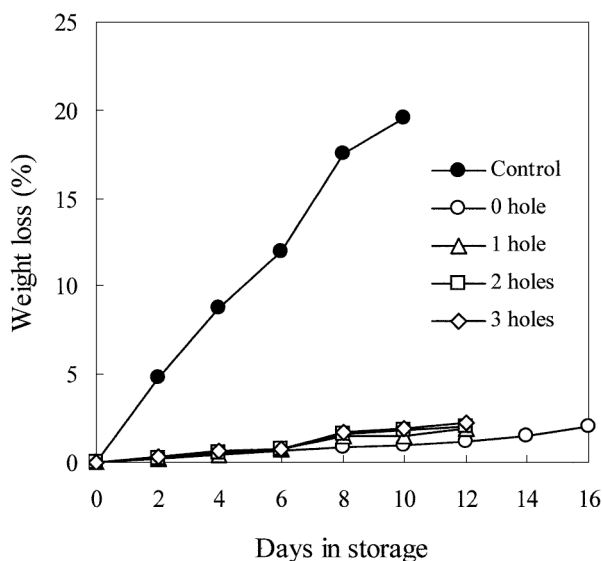 25
20
15
10
5
0
Weight loss (%)
Control
0 hole
1 hole
2 holes
3 holes
0 2 4 6 8 10 12 14 16
Days in storage